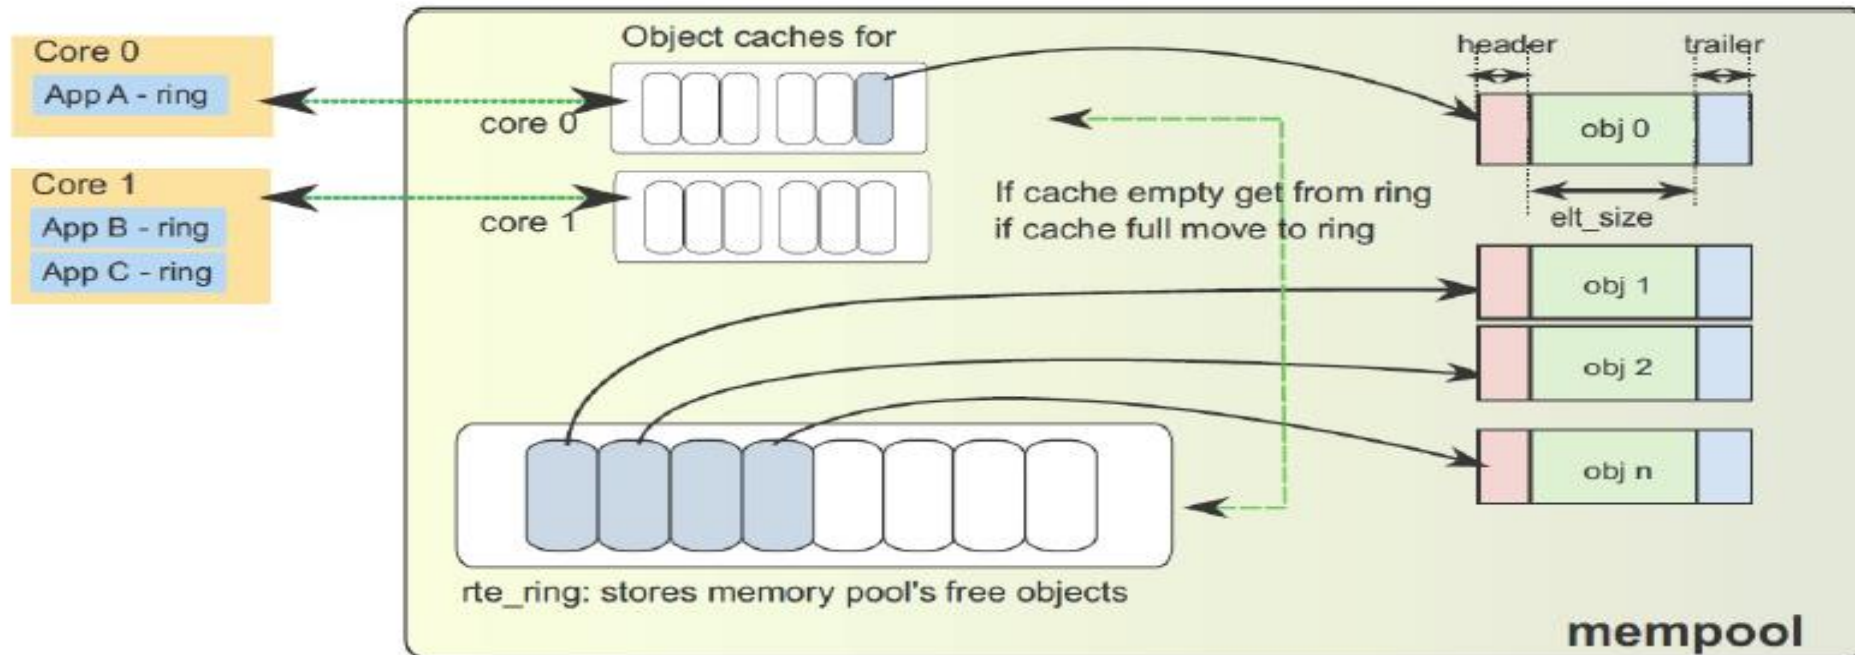 Core 0
App A - ring
Core 1
App B - ring
App C - ring
Object caches for
core 0
core 1
If cache empty get from ring
if cache full move to ring
header
trailer
obj 0
elt_size
obj 1
obj 2
obj n
rte_ring: stores memory pool's free objects
mempool